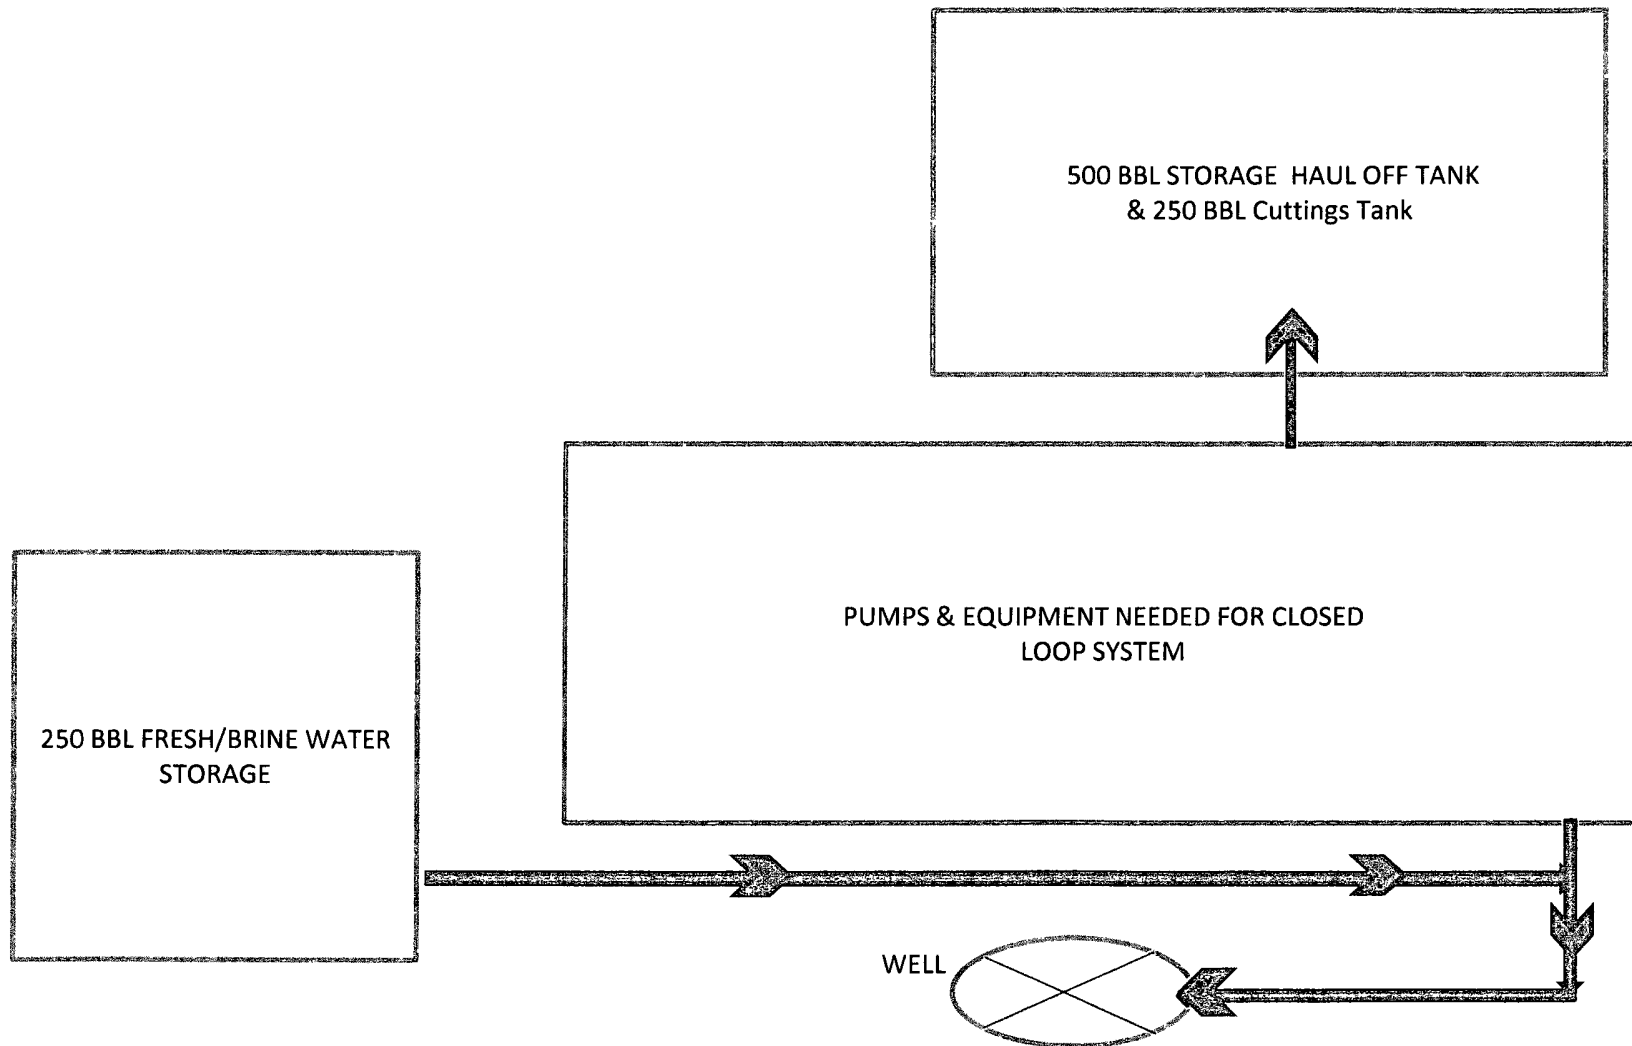 500 BBL STORAGE HAUL OFF TANK
& 250 BBL Cuttings Tank
PUMPS & EQUIPMENT NEEDED FOR CLOSED
LOOP SYSTEM
250 BBL FRESH/BRINE WATER
STORAGE
WELL